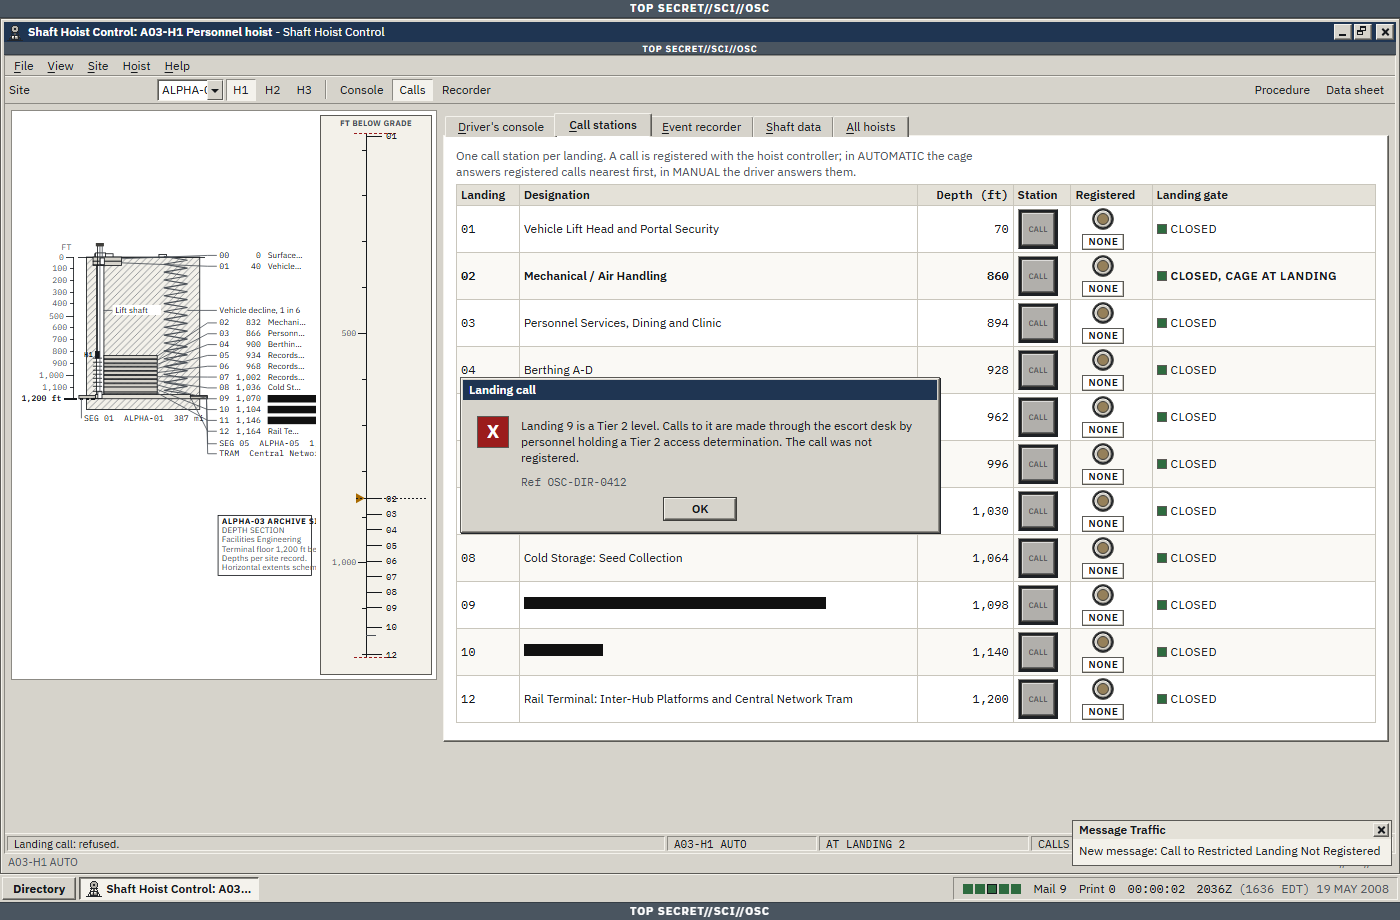 TOP SECRET//SCI//OSC
Shaft Hoist Control: A03-H1 Personnel hoist - Shaft Hoist Control
TOP SECRET//SCI//OSC
File View Site Hoist Help
Site ALPHA-0 H1 H2 H3 Console Calls Recorder Procedure Data sheet
FT BELOW GRADE
01
500
02
03
04
05
1,000 06
07
08
09
10
12
FT
0
100
200
300
400
500
600
700
800
900
1,000
1,100
1,200 ft
H1
Lift shaft
00 0 Surface...
01 40 Vehicle...
Vehicle decline, 1 in 6
02 832 Mechani...
03 866 Personn...
04 900 Berthin...
05 934 Records...
06 968 Records...
07 1,002 Records...
08 1,036 Cold St...
09 1,070
10 1,104
11 1,146
12 1,164 Rail Te...
SEG 01 ALPHA-01 387 mi
SEG 05 ALPHA-05 1
TRAM Central Networ
ALPHA-03 ARCHIVE S
DEPTH SECTION
Facilities Engineering
Terminal floor 1,200 ft be
Depths per site record.
Horizontal extents schem
Driver's console Call stations Event recorder Shaft data All hoists
One call station per landing. A call is registered with the hoist controller; in AUTOMATIC the cage
answers registered calls nearest first, in MANUAL the driver answers them.
Landing Designation Depth (ft) Station Registered Landing gate
01 Vehicle Lift Head and Portal Security 70 CALL NONE CLOSED
02 Mechanical / Air Handling 860 CALL NONE CLOSED, CAGE AT LANDING
03 Personnel Services, Dining and Clinic 894 CALL NONE CLOSED
04 Berthing A-D 928 CALL NONE CLOSED
962 CALL NONE CLOSED
996 CALL NONE CLOSED
1,030 CALL NONE CLOSED
08 Cold Storage: Seed Collection 1,064 CALL NONE CLOSED
09 1,098 CALL NONE CLOSED
10 1,140 CALL NONE CLOSED
12 Rail Terminal: Inter-Hub Platforms and Central Network Tram 1,200 CALL NONE CLOSED
Landing call
X
Landing 9 is a Tier 2 level. Calls to it are made through the escort desk by
personnel holding a Tier 2 access determination. The call was not
registered.
Ref OSC-DIR-0412
OK
Landing call: refused. A03-H1 AUTO AT LANDING 2 CALLS
A03-H1 AUTO
Message Traffic
New message: Call to Restricted Landing Not Registered
Directory Shaft Hoist Control: A03... Mail 9 Print 0 00:00:02 2036Z (1636 EDT) 19 MAY 2008
TOP SECRET//SCI//OSC